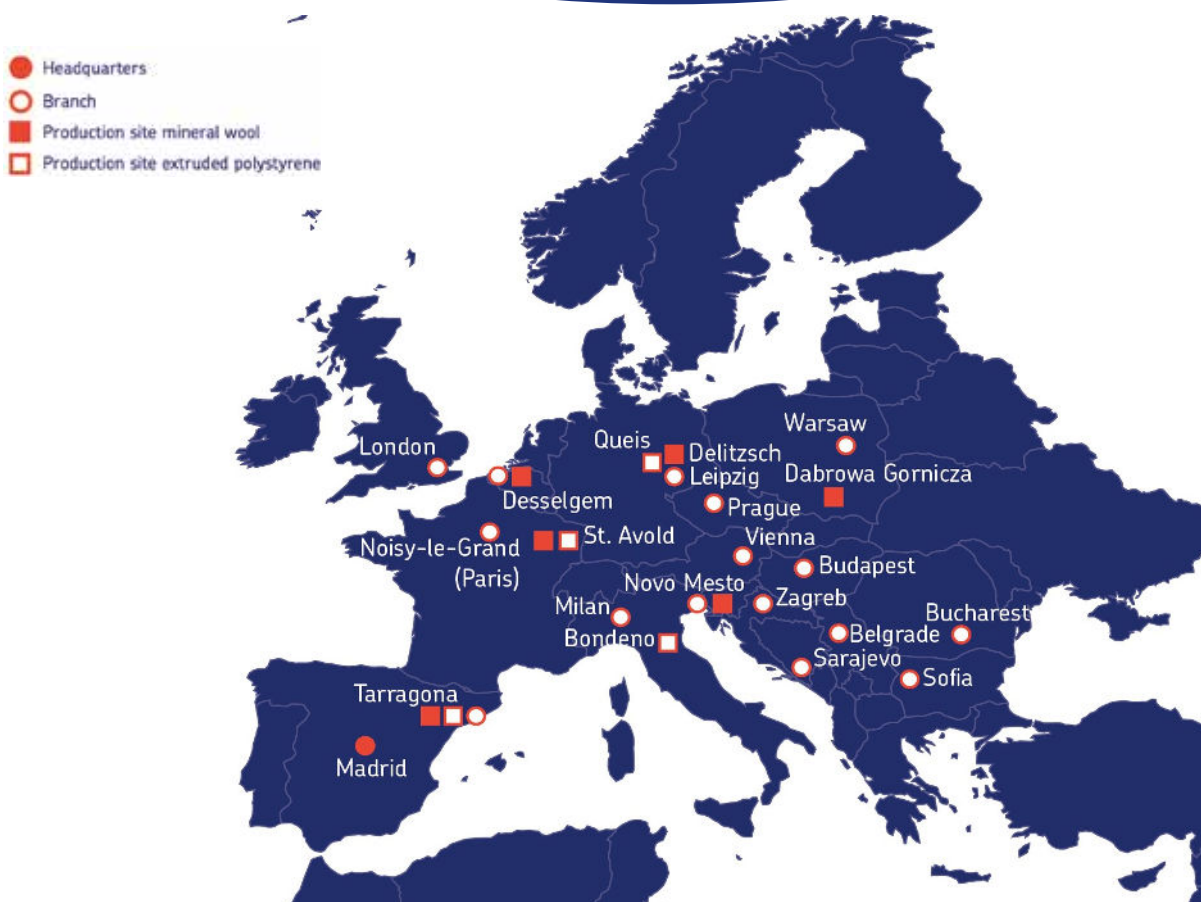 Headquarters
Branch
Production site mineral wool
Production site extruded polystyrene
Warsaw
Queis
London
Delitzsch
Dabrowa Gornicza
Leipzig
Desselgem
Prague
St. Avold
Vienna
Noisy-le-Grand
(Paris)
Budapest
Novo Mesto
Zagreb
Milan
Bucharest
Bondeno
Belgrade
Sarajevo
Sofia
Tarragona
Madrid